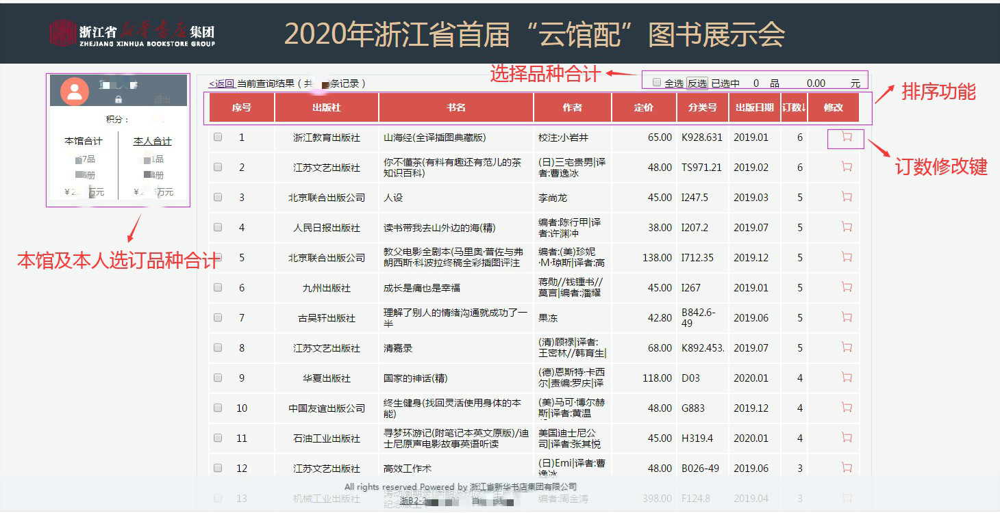 浙江省新华书店集团
ZHEJIANG XINHUA BOOKSTORE GROUP
2020年浙江省首届“云馆配”图书展示会
选择品种合计
排序功能
订数修改键
本馆及本人选订品种合计
退出
积分：
本馆合计 本人合计
品 品
册 册
￥2. 万元 ￥2. 万元
<返回 当前查询结果（共 条记录）
全选 反选 已选中 0 品 0.00 元
序号 出版社 书名 作者 定价 分类号 出版日期 订数↓ 修改
1 浙江教育出版社 山海经(全译插图典藏版) 校注:小岩井 65.00 K928.631 2019.01 6
2 江苏文艺出版社 你不懂茶(有料有趣还有范儿的茶
知识百科) (日)三宅贵男|译
者:曹逸冰 48.00 TS971.21 2019.02 6
3 北京联合出版公司 人设 李尚龙 45.00 I247.5 2019.03 5
4 人民日报出版社 读书带我去山外边的海(精) 编者:陈行甲|译
者:许渊冲 38.00 I207.2 2019.07 5
5 北京联合出版公司 教父电影全剧本(马里奥·普佐与弗
朗西斯·科波拉终稿全彩插图评注 编者:(美)珍妮
·M·琼斯|译者:高 138.00 I712.35 2019.12 5
6 九州出版社 成长是痛也是幸福 蒋勋//钱锺书//
莫言|编者:潘耀 45.00 I267 2019.01 5
7 古吴轩出版社 理解了别人的情绪沟通就成功了一
半 果冻 42.80 B842.6-
49 2019.06 5
8 江苏文艺出版社 清嘉录 (清)顾禄|译者:
王密林//韩育生| 68.00 K892.453. 2019.07 5
9 华夏出版社 国家的神话(精) (德)恩斯特·卡西
尔|责编:罗庆|译 118.00 D03 2020.01 4
10 中国友谊出版公司 终生健身(找回灵活使用身体的本
能) (美)马可·博尔赫
斯|译者:黄温 48.00 G883 2019.12 4
11 石油工业出版社 寻梦环游记(附笔记本英文原版)/迪
士尼原声电影故事英语听读 美国迪士尼公
司|译者:张其悦 45.00 H319.4 2020.01 4
12 江苏文艺出版社 高效工作术 (日)Emi|译者:曹
逸冰 48.00 B026-49 2019.06 3
13 机械工业出版社 编者:周金涛 398.00 F124.8 2019.04 3
All rights reserved Powered by 浙江省新华书店集团有限公司
浙B2-2